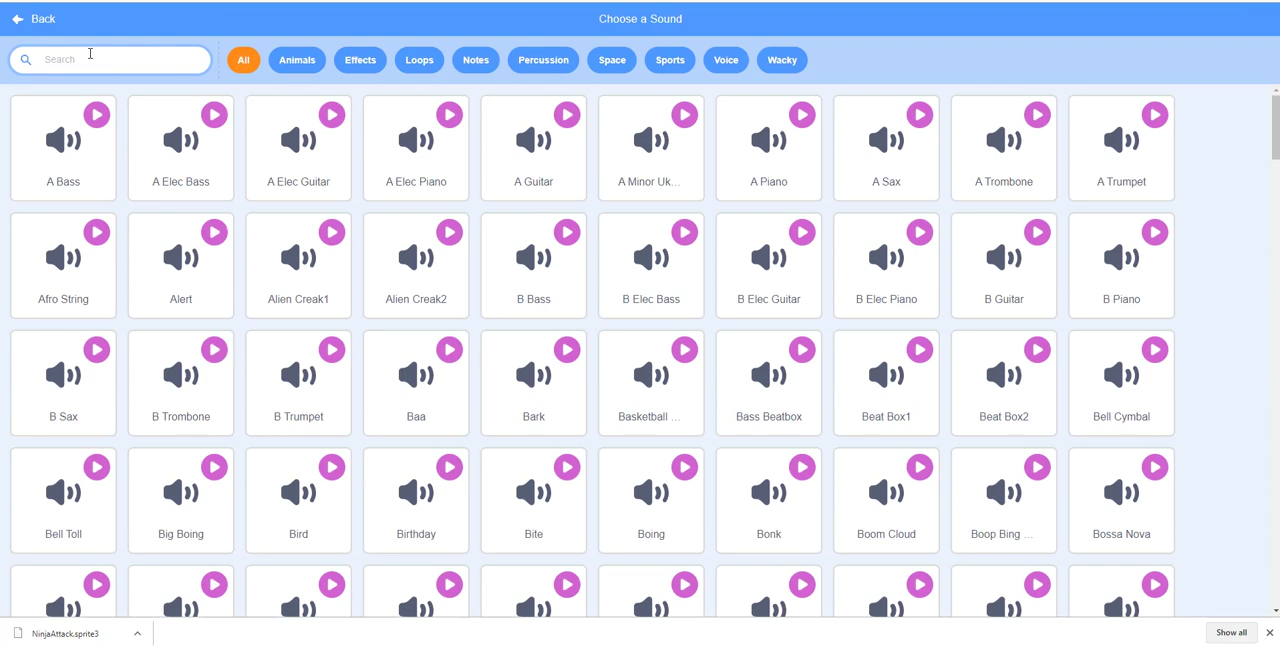 Back
Choose a Sound
Search
All
Animals
Effects
Loops
Notes
Percussion
Space
Sports
Voice
Wacky
A Bass
A Elec Bass
A Elec Guitar
A Elec Piano
A Guitar
A Minor Uk...
A Piano
A Sax
A Trombone
A Trumpet
Afro String
Alert
Alien Creak1
Alien Creak2
B Bass
B Elec Bass
B Elec Guitar
B Elec Piano
B Guitar
B Piano
B Sax
B Trombone
B Trumpet
Baa
Bark
Basketball ...
Bass Beatbox
Beat Box1
Beat Box2
Bell Cymbal
Bell Toll
Big Boing
Bird
Birthday
Bite
Boing
Bonk
Boom Cloud
Boop Bing ...
Bossa Nova
NinjaAttack.sprite3
Show all